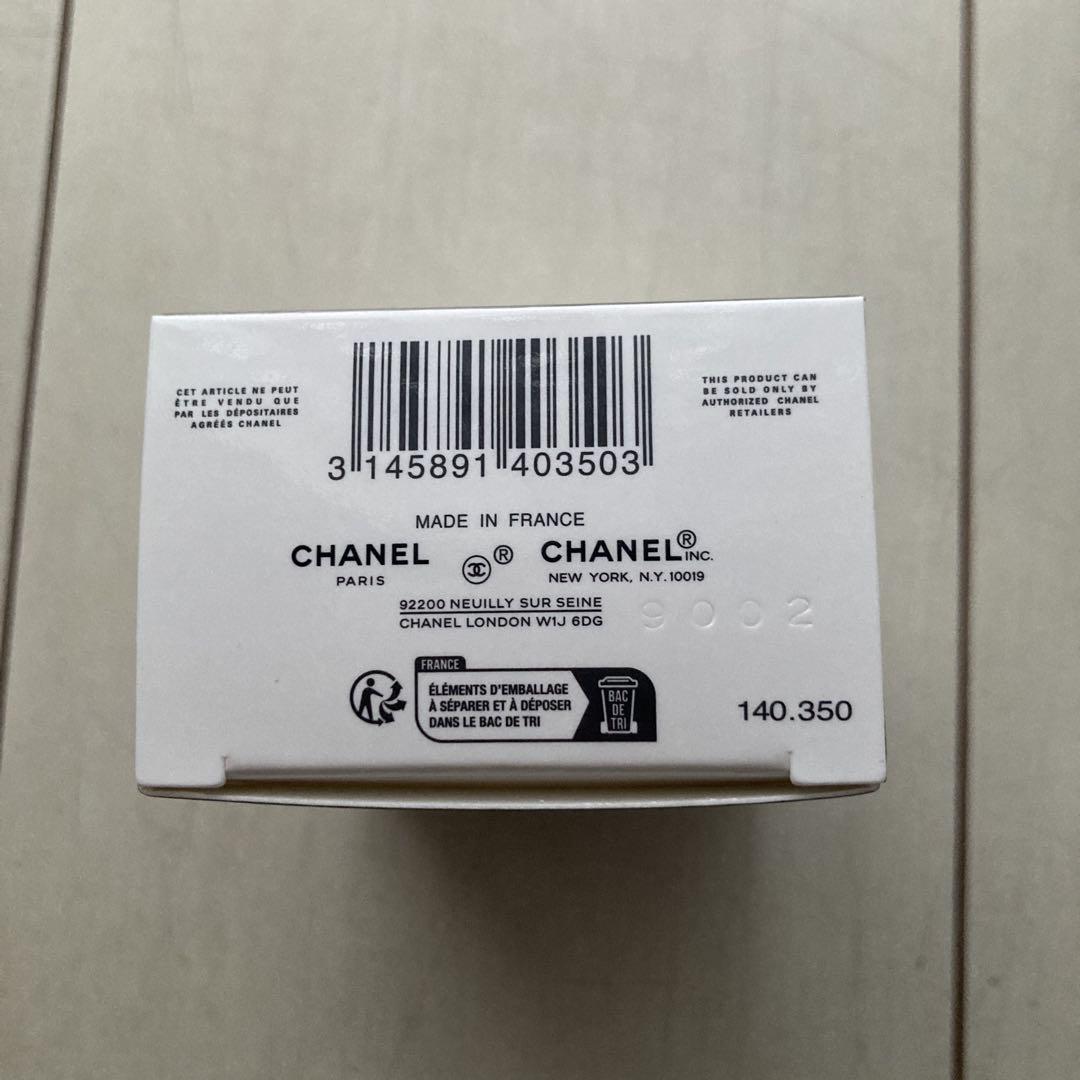 CET ARTICLE NE PEUT
ÊTRE VENDU QUE
PAR LES DÉPOSITAIRES
AGRÉÉS CHANEL
THIS PRODUCT CAN
BE SOLD ONLY BY
AUTHORIZED CHANEL
RETAILERS
3 145891 403503
MADE IN FRANCE
CHANEL ® CHANEL® INC.
PARIS NEW YORK, N.Y. 10019
92200 NEUILLY SUR SEINE
CHANEL LONDON W1J 6DG
9002
FRANCE
ÉLÉMENTS D'EMBALLAGE
À SÉPARER ET À DÉPOSER
DANS LE BAC DE TRI
BAC
DE
TRI
140.350